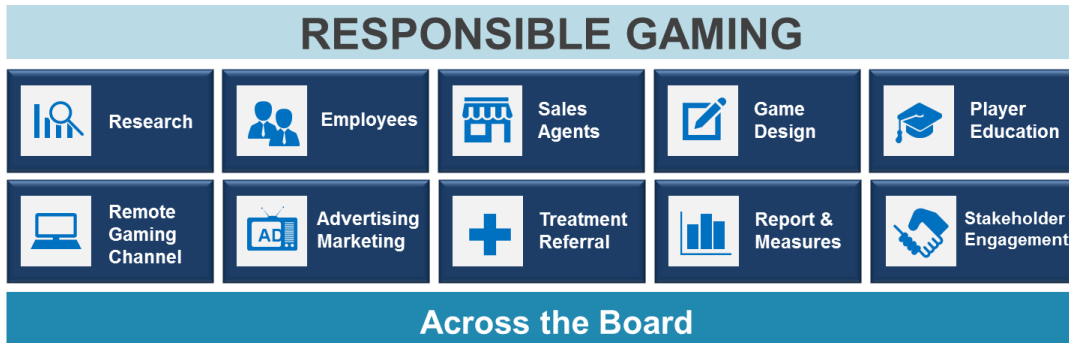 RESPONSIBLE GAMING
Research
Employees
Sales
Agents
Game
Design
Player
Education
Remote
Gaming
Channel
AD
Advertising
Marketing
Treatment
Referral
Report &
Measures
Stakeholder
Engagement
Across the Board